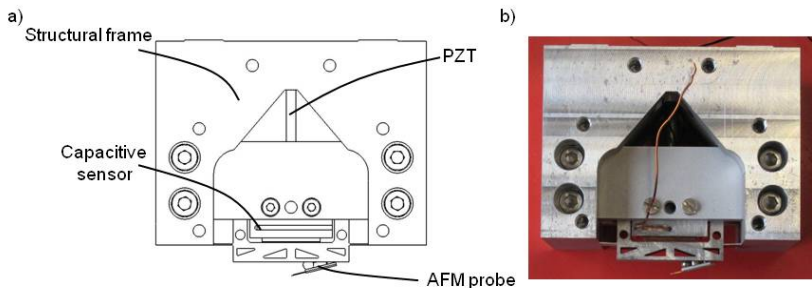 a)
b)
Structural frame
PZT
Capacitive
sensor
AFM probe